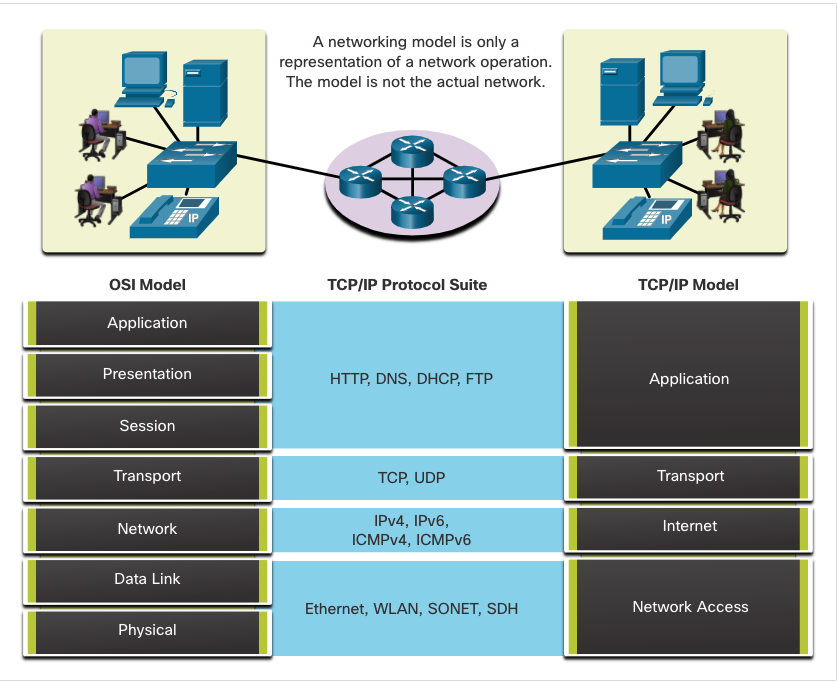 A networking model is only a
representation of a network operation.
The model is not the actual network.
IP
IP
OSI Model
TCP/IP Protocol Suite
TCP/IP Model
Application
Presentation
Session
Transport
Network
Data Link
Physical
HTTP, DNS, DHCP, FTP
TCP, UDP
IPv4, IPv6,
ICMPv4, ICMPv6
Ethernet, WLAN, SONET, SDH
Application
Transport
Internet
Network Access